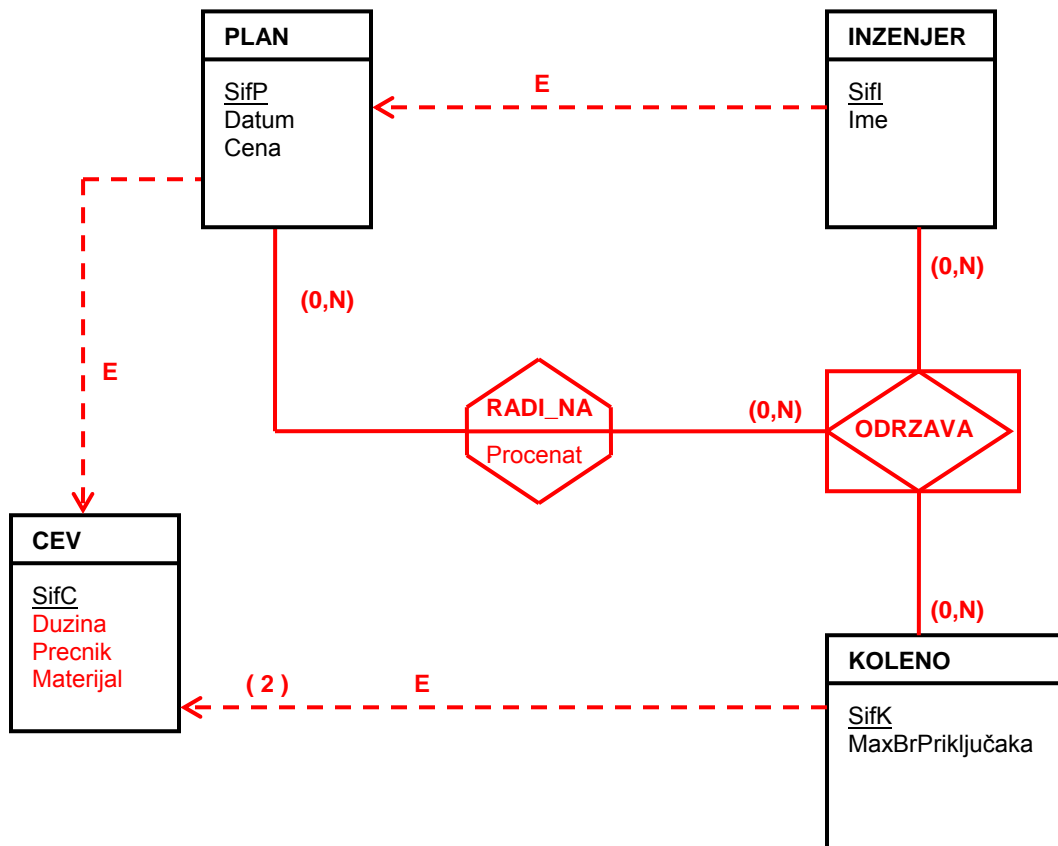 PLAN
SifP
Datum
Cena
E
INZENJER
SifI
Ime
(0,N)
(0,N)
E
RADI_NA
Procenat
(0,N)
ODRZAVA
CEV
SifC
Duzina
Precnik
Materijal
(0,N)
( 2 )
E
KOLENO
SifK
MaxBrPriključaka